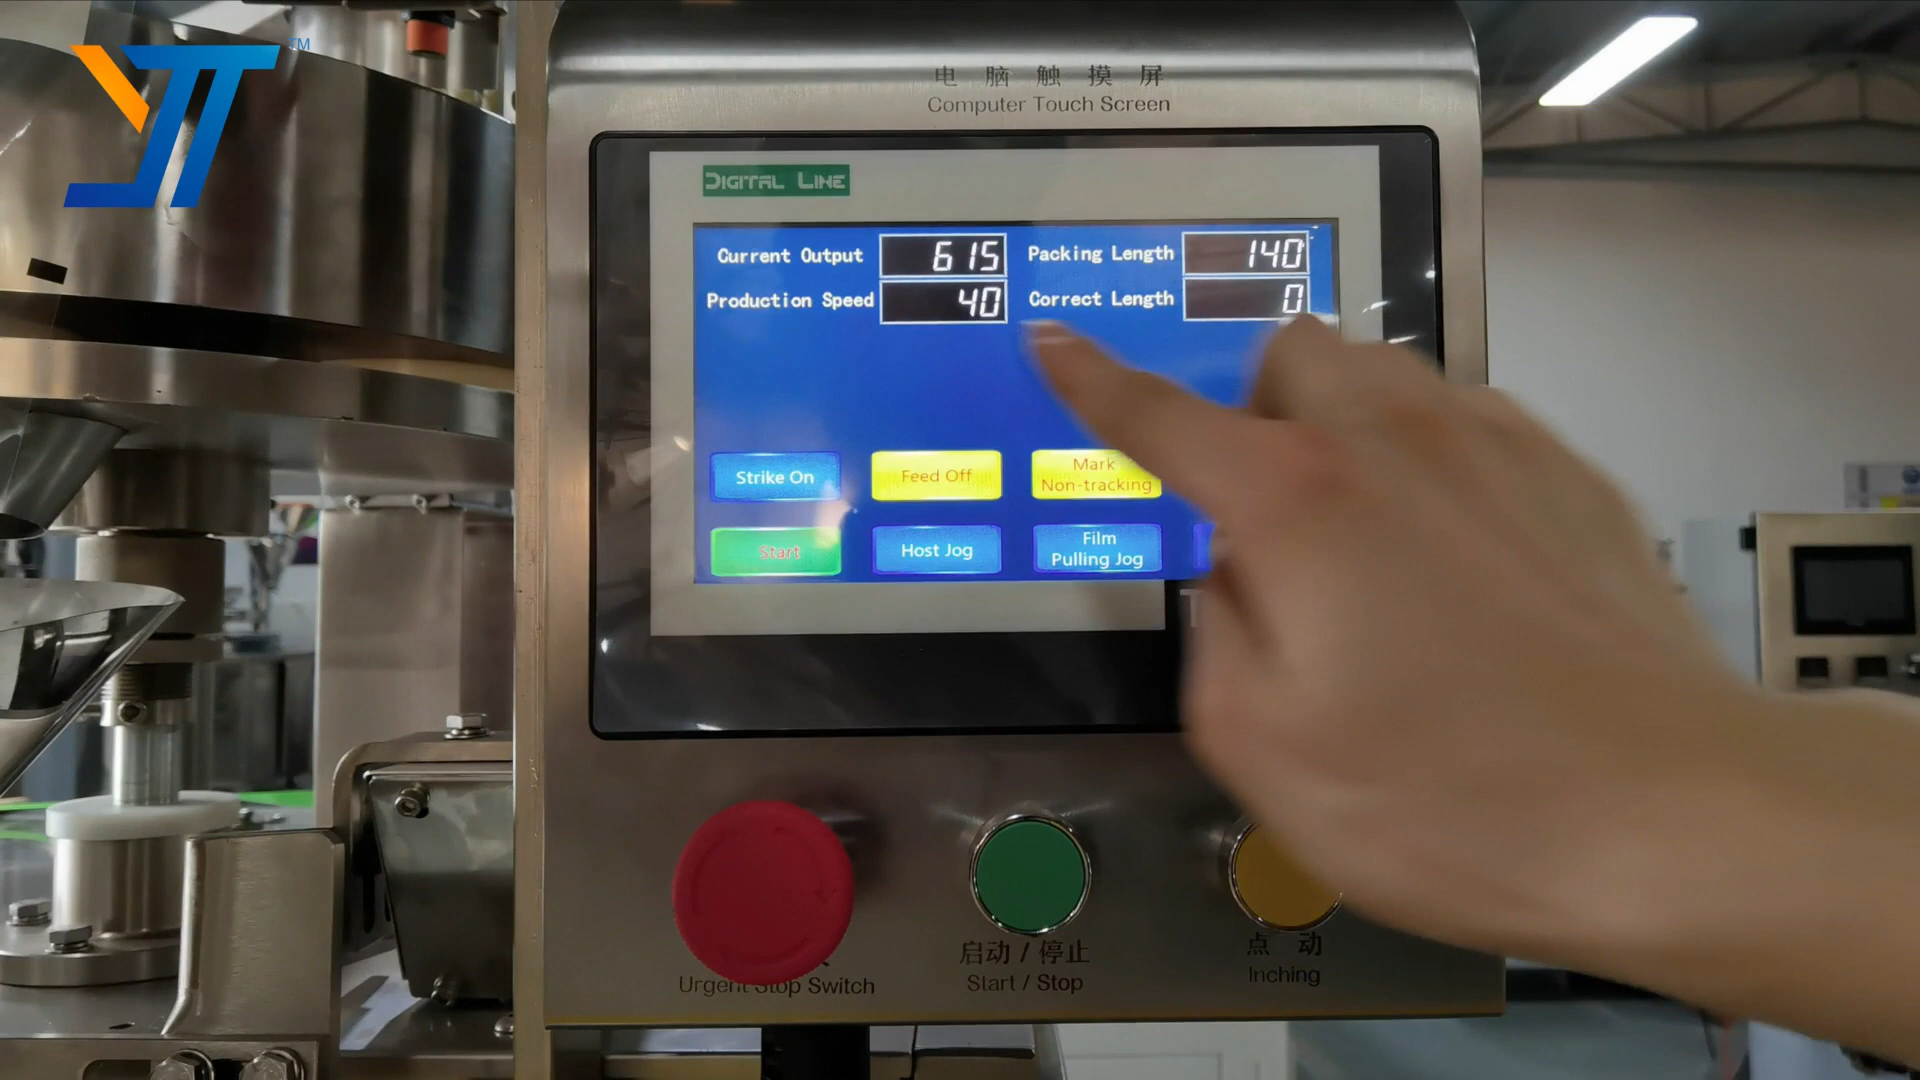 TM
电脑触摸屏
Computer Touch Screen
DIGITAL LINE
Current Output 615 Packing Length 140
Production Speed 40 Correct Length 0
Strike On Feed Off Mark Non-tracking
Start Host Jog Film Pulling Jog
Urgent Stop Switch
启动/停止
Start / Stop
点动
Inching